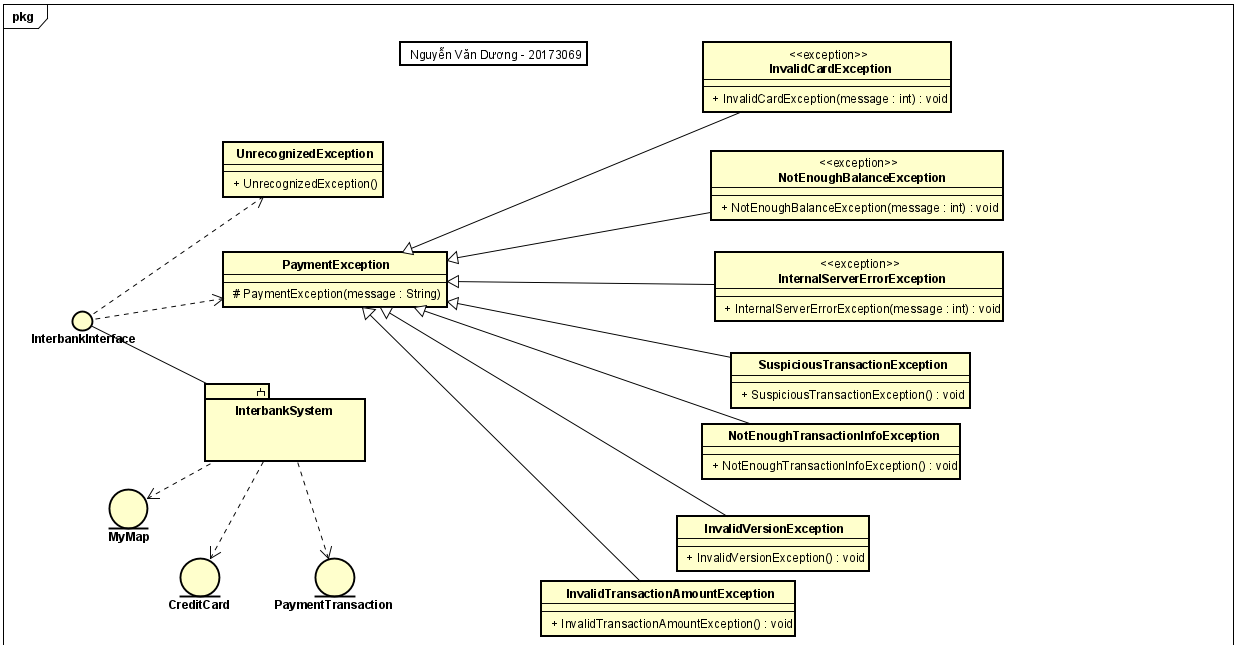 pkg
Nguyễn Văn Dương - 20173069
<<exception>>
InvalidCardException
+ InvalidCardException(message : int) : void
UnrecognizedException
+ UnrecognizedException()
<<exception>>
NotEnoughBalanceException
+ NotEnoughBalanceException(message : int) : void
PaymentException
# PaymentException(message : String)
<<exception>>
InternalServerErrorException
+ InternalServerErrorException(message : int) : void
InterbankInterface
SuspiciousTransactionException
+ SuspiciousTransactionException() : void
InterbankSystem
NotEnoughTransactionInfoException
+ NotEnoughTransactionInfoException() : void
MyMap
InvalidVersionException
+ InvalidVersionException() : void
CreditCard
PaymentTransaction
InvalidTransactionAmountException
+ InvalidTransactionAmountException() : void